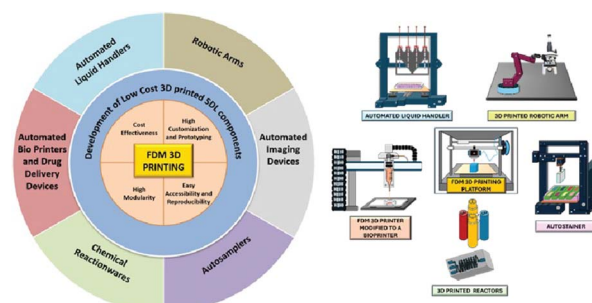 Automated
Liquid Handlers
Robotic Arms
Automated
Imaging
Devices
Autosamplers
Chemical
Reactionwares
Automated
Bio Printers
and Drug
Delivery
Devices
Development of Low Cost 3D printed SDL components
Cost
Effectiveness
High
Customization
and Prototyping
FDM 3D
PRINTING
High
Modularity
Easy
Accessibility and
Reproducibility
AUTOMATED LIQUID HANDLER
3D PRINTED ROBOTIC ARM
FDM 3D PRINTER
MODIFIED TO A
BIOPRINTER
FDM 3D PRINTING
PLATFORM
AUTOSTAINER
3D PRINTED REACTORS